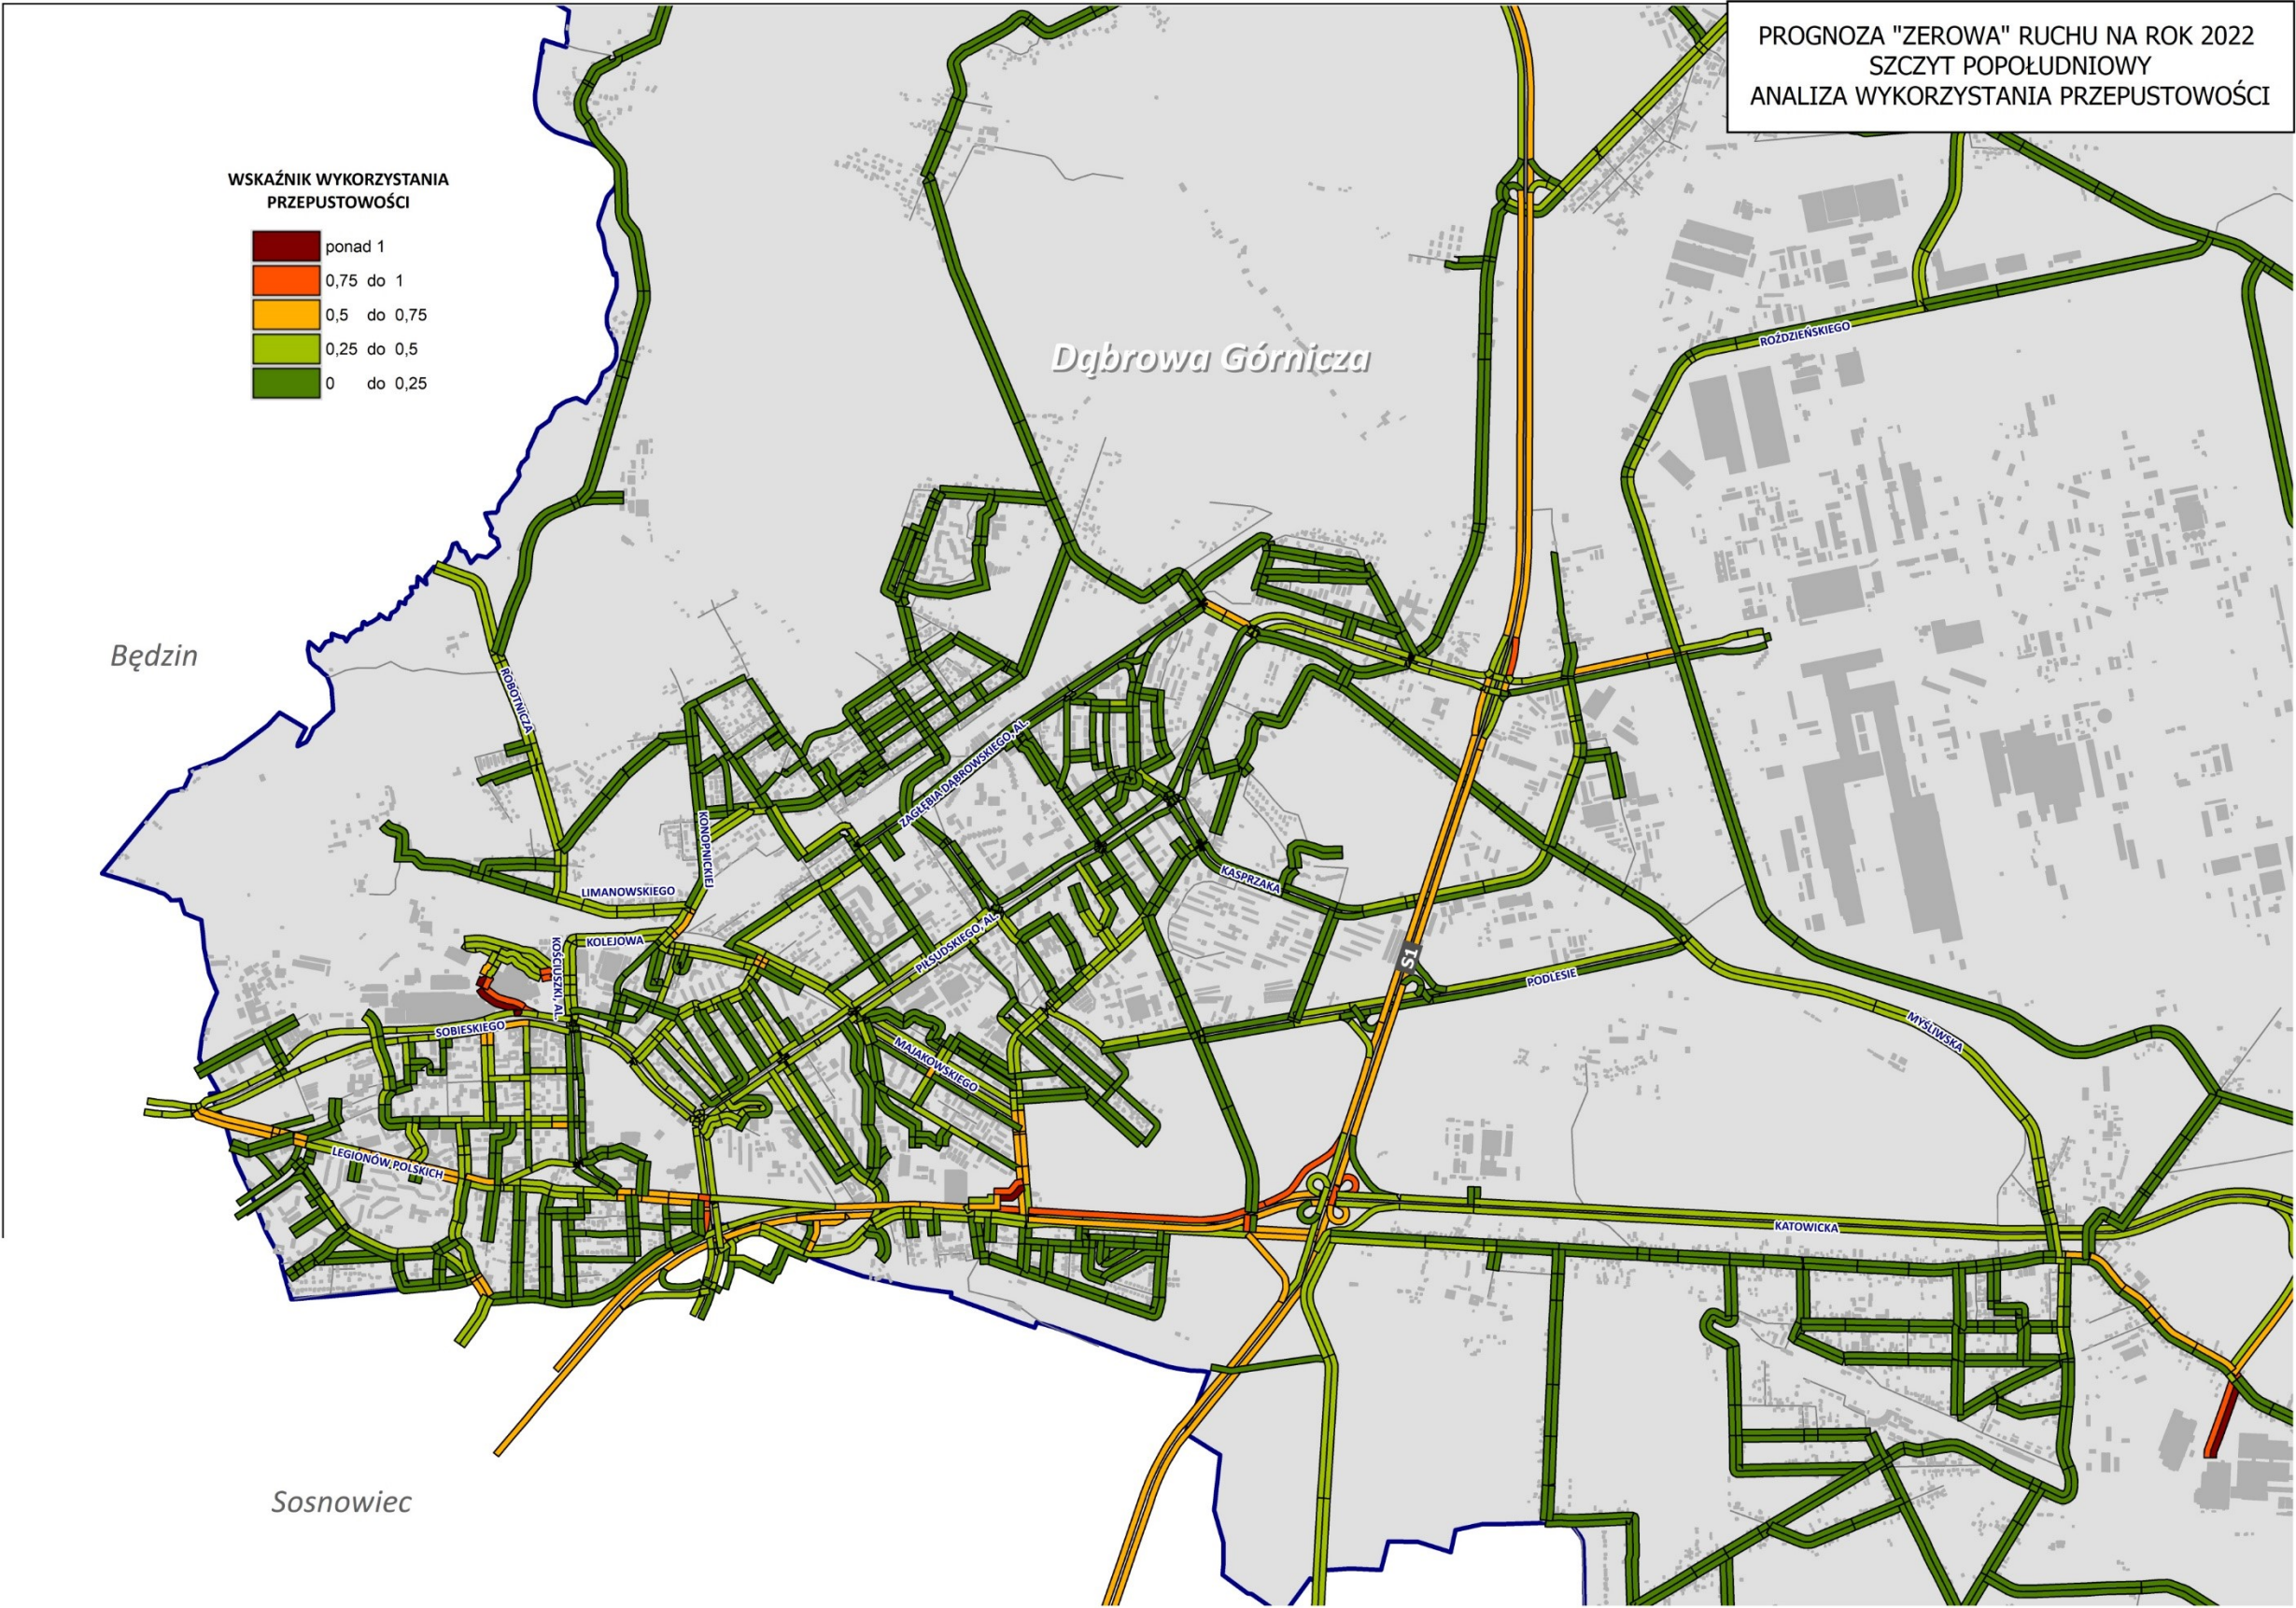 PROGNOZA "ZEROWA" RUCHU NA ROK 2022
SZCZYT POPOŁUDNIOWY
ANALIZA WYKORZYSTANIA PRZEPUSTOWOŚCI
WSKAŹNIK WYKORZYSTANIA
PRZEPUSTOWOŚCI
ponad 1
0,75 do 1
0,5 do 0,75
0,25 do 0,5
0 do 0,25
ROŹDZIEŃSKIEGO
Dąbrowa Górnicza
Będzin
ROBOTNICZA
ZAGŁĘBIA DĄBROWSKIEGO, AL.
KONOPNICKIEJ
KASPRZAKA
LIMANOWSKIEGO
PIŁSUDSKIEGO, AL.
KOLEJOWA
KOŚCIUSZKI, AL.
S1
PODLESIE
SOBIESKIEGO
MYŚLIWSKA
MAJAKOWSKIEGO
LEGIONÓW POLSKICH
KATOWICKA
Sosnowiec